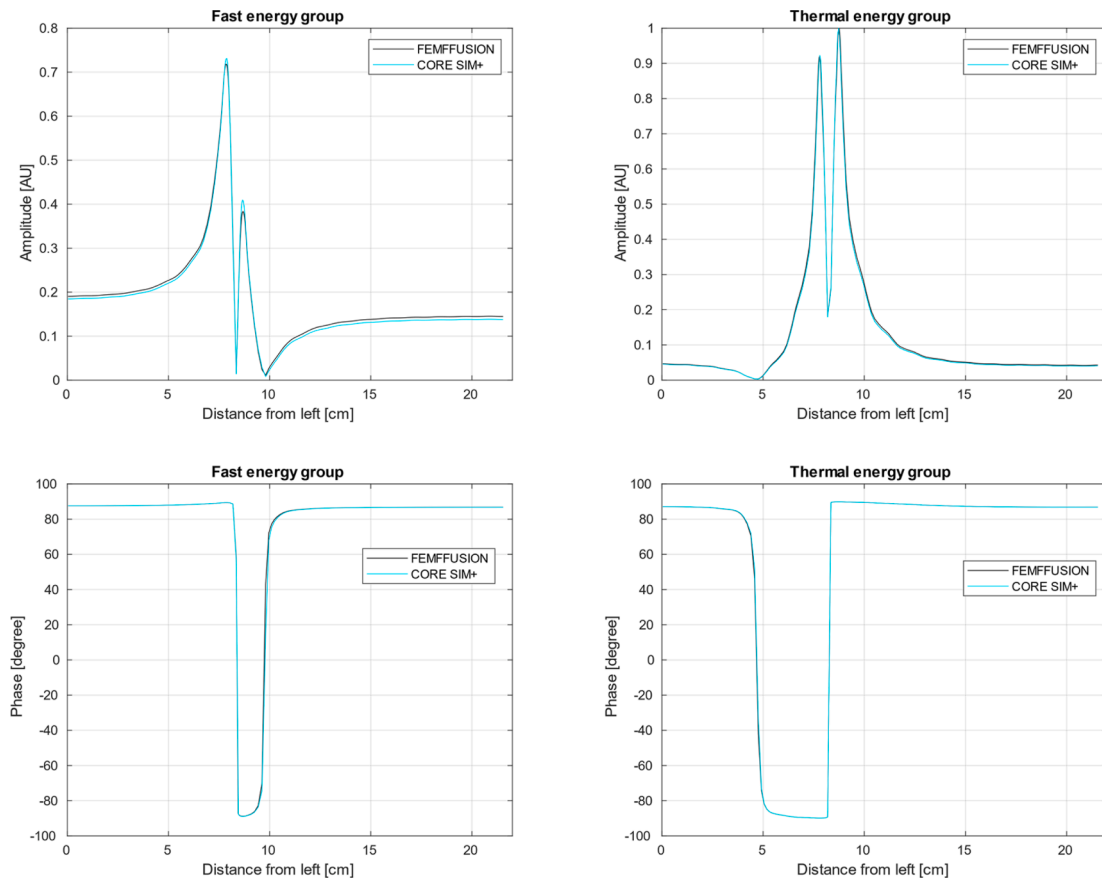 Fast energy group
0.8
0.7
0.6
0.5
0.4
0.3
0.2
0.1
0
Amplitude [AU]
FEMFFUSION
CORE SIM+
0 5 10 15 20
Distance from left [cm]
Thermal energy group
1
0.9
0.8
0.7
0.6
0.5
0.4
0.3
0.2
0.1
0
Amplitude [AU]
FEMFFUSION
CORE SIM+
0 5 10 15 20
Distance from left [cm]
Fast energy group
100
80
60
40
20
0
-20
-40
-60
-80
-100
Phase [degree]
FEMFFUSION
CORE SIM+
0 5 10 15 20
Distance from left [cm]
Thermal energy group
100
80
60
40
20
0
-20
-40
-60
-80
-100
Phase [degree]
FEMFFUSION
CORE SIM+
0 5 10 15 20
Distance from left [cm]